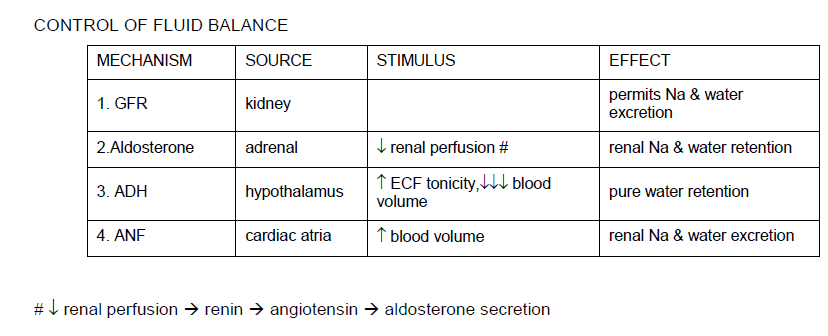 CONTROL OF FLUID BALANCE
MECHANISM SOURCE STIMULUS EFFECT
1. GFR kidney permits Na & water
excretion
2.Aldosterone adrenal ↓ renal perfusion # renal Na & water retention
3. ADH hypothalamus ↑ ECF tonicity,↓↓↓ blood
volume pure water retention
4. ANF cardiac atria ↑ blood volume renal Na & water excretion
# ↓ renal perfusion → renin → angiotensin → aldosterone secretion